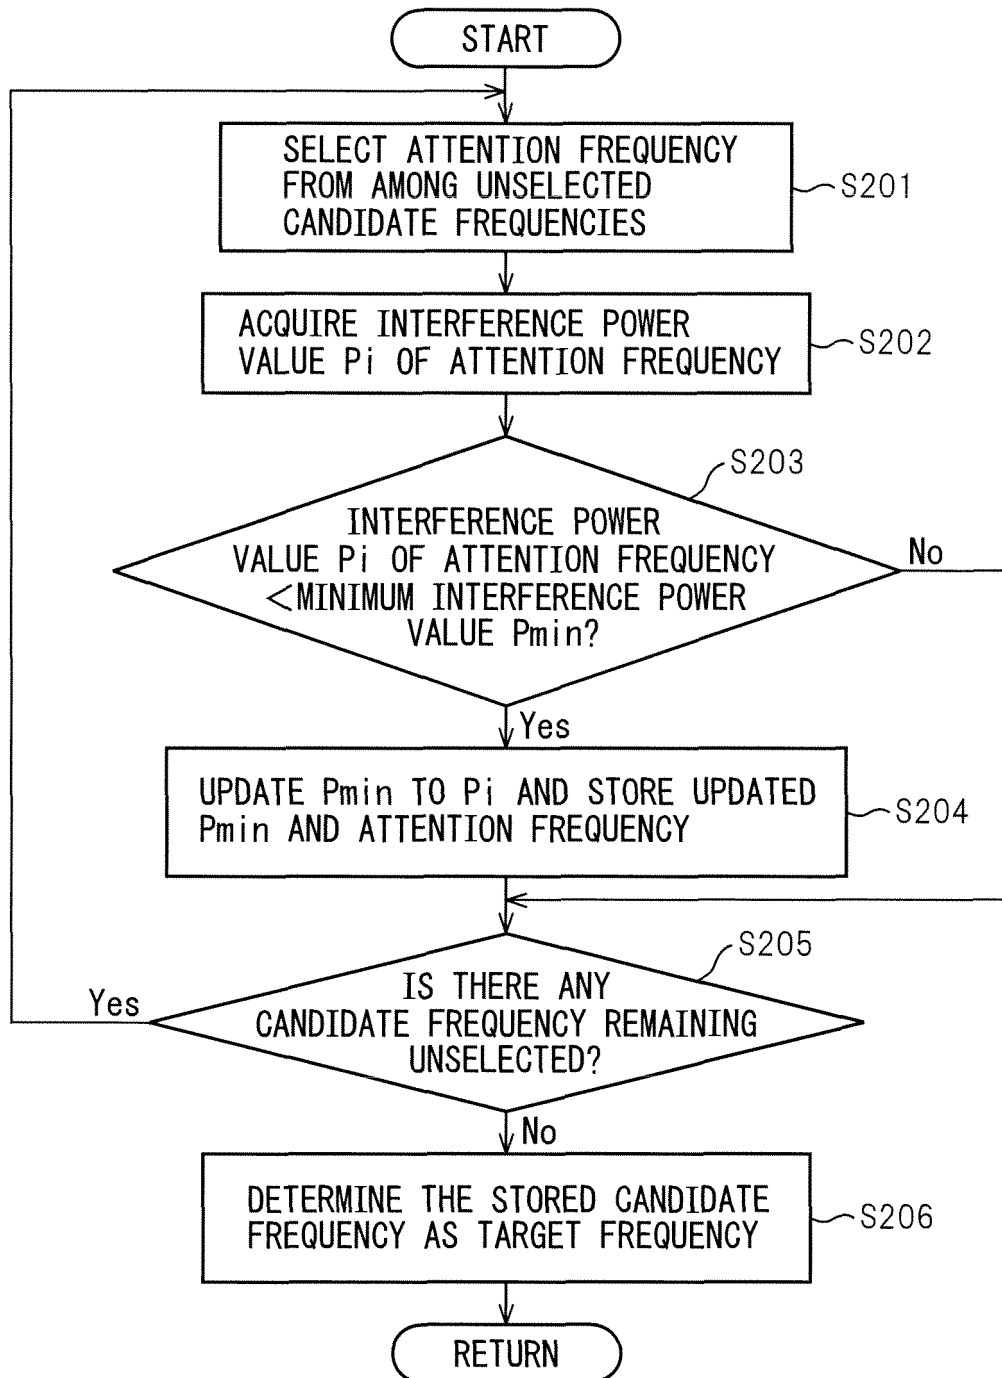 START
SELECT ATTENTION FREQUENCY
FROM AMONG UNSELECTED
CANDIDATE FREQUENCIES
S201
ACQUIRE INTERFERENCE POWER
VALUE Pi OF ATTENTION FREQUENCY
S202
S203
INTERFERENCE POWER
VALUE Pi OF ATTENTION FREQUENCY
<MINIMUM INTERFERENCE POWER
VALUE Pmin?
No
Yes
UPDATE Pmin TO Pi AND STORE UPDATED
Pmin AND ATTENTION FREQUENCY
S204
S205
IS THERE ANY
CANDIDATE FREQUENCY REMAINING
UNSELECTED?
Yes
No
DETERMINE THE STORED CANDIDATE
FREQUENCY AS TARGET FREQUENCY
S206
RETURN